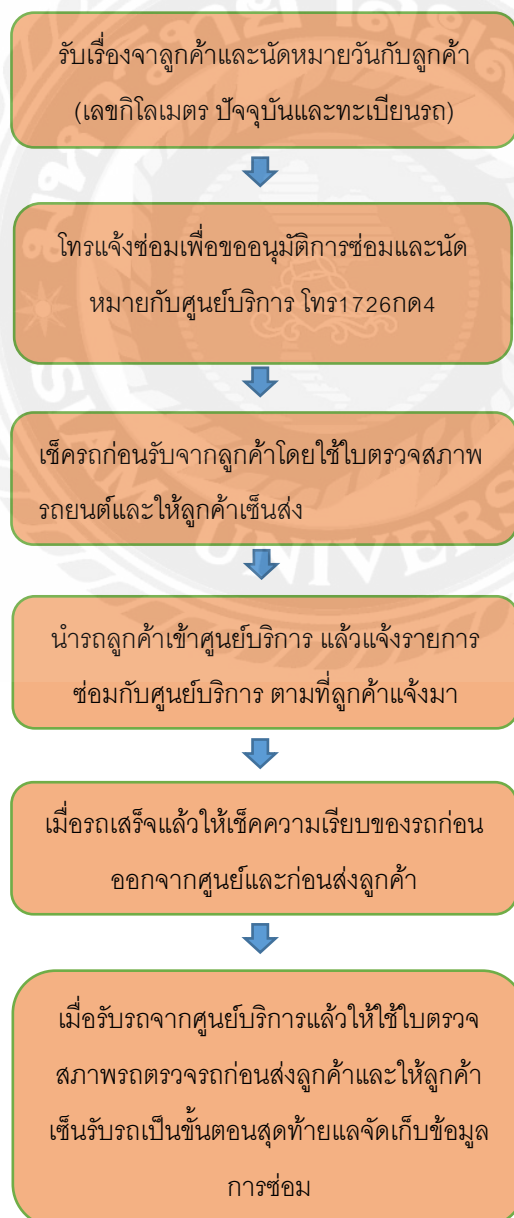 รับเรื่องจาลูกค้าและนัดหมายวันกับลูกค้า
(เลขกิโลเมตร ปัจจุบันและทะเบียนรถ)
โทรแจ้งซ่อมเพื่อขออนุมัติการซ่อมและนัด
หมายกับศูนย์บริการ โทร1726กด4
เช็ครถก่อนรับจากลูกค้าโดยใช้ใบตรวจสภาพ
รถยนต์และให้ลูกค้าเซ็นส่ง
นำรถลูกค้าเข้าศูนย์บริการ แล้วแจ้งรายการ
ซ่อมกับศูนย์บริการ ตามที่ลูกค้าแจ้งมา
เมื่อรถเสร็จแล้วให้เช็คความเรียบของรถก่อน
ออกจากศูนย์และก่อนส่งลูกค้า
เมื่อรับรถจากศูนย์บริการแล้วให้ใช้ใบตรวจ
สภาพรถตรวจรถก่อนส่งลูกค้าและให้ลูกค้า
เซ็นรับรถเป็นขั้นตอนสุดท้ายแลจัดเก็บข้อมูล
การซ่อม